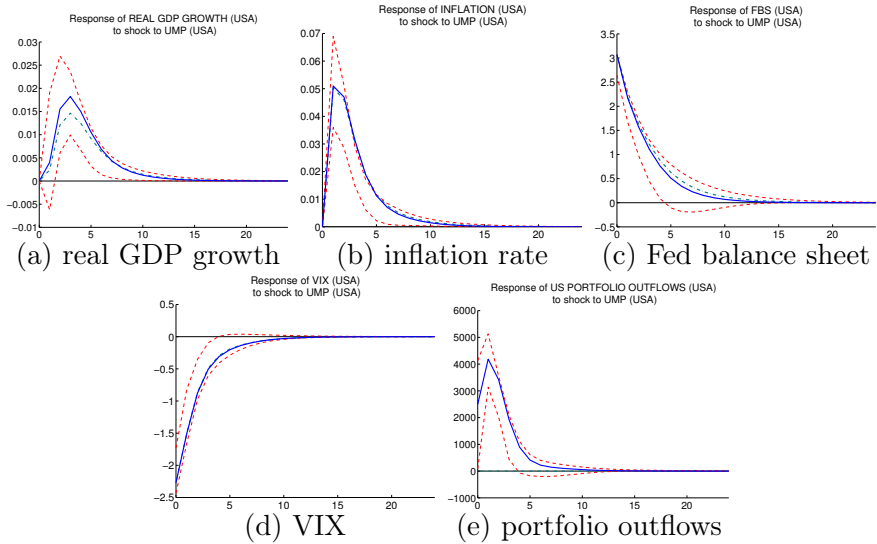 Response of REAL GDP GROWTH (USA)
to shock to UMP (USA)
0.03
0.025
0.02
0.015
0.01
0.005
0
−0.005
−0.01
0 5 10 15 20
(a) real GDP growth
Response of INFLATION (USA)
to shock to UMP (USA)
0.07
0.06
0.05
0.04
0.03
0.02
0.01
0
0 5 10 15 20
(b) inflation rate
Response of FBS (USA)
to shock to UMP (USA)
3.5
3
2.5
2
1.5
1
0.5
0
−0.5
0 5 10 15 20
(c) Fed balance sheet
Response of VIX (USA)
to shock to UMP (USA)
0.5
0
−0.5
−1
−1.5
−2
−2.5
0 5 10 15 20
(d) VIX
Response of US PORTFOLIO OUTFLOWS (USA)
to shock to UMP (USA)
6000
5000
4000
3000
2000
1000
0
−1000
0 5 10 15 20
(e) portfolio outflows